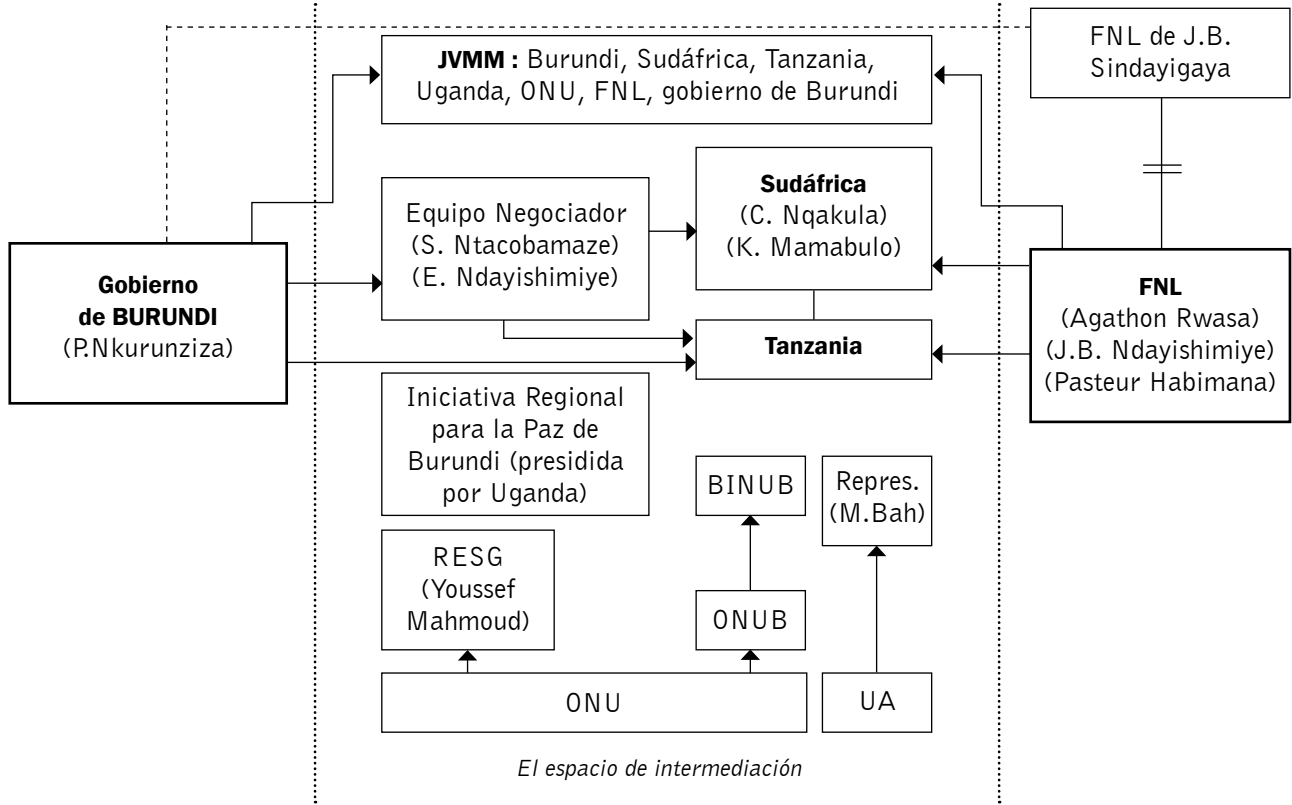 FNL de J.B.
Sindayigaya
JVMM : Burundi, Sudáfrica, Tanzania,
Uganda, ONU, FNL, gobierno de Burundi
Equipo Negociador
(S. Ntacobamaze)
(E. Ndayishimiye)
Sudáfrica
(C. Nqakula)
(K. Mamabulo)
Gobierno
de BURUNDI
(P.Nkurunziza)
Tanzania
FNL
(Agathon Rwasa)
(J.B. Ndayishimiye)
(Pasteur Habimana)
Iniciativa Regional
para la Paz de
Burundi (presidida
por Uganda)
BINUB
Repres.
(M.Bah)
RESG
(Youssef
Mahmoud)
ONUB
ONU
UA
El espacio de intermediación